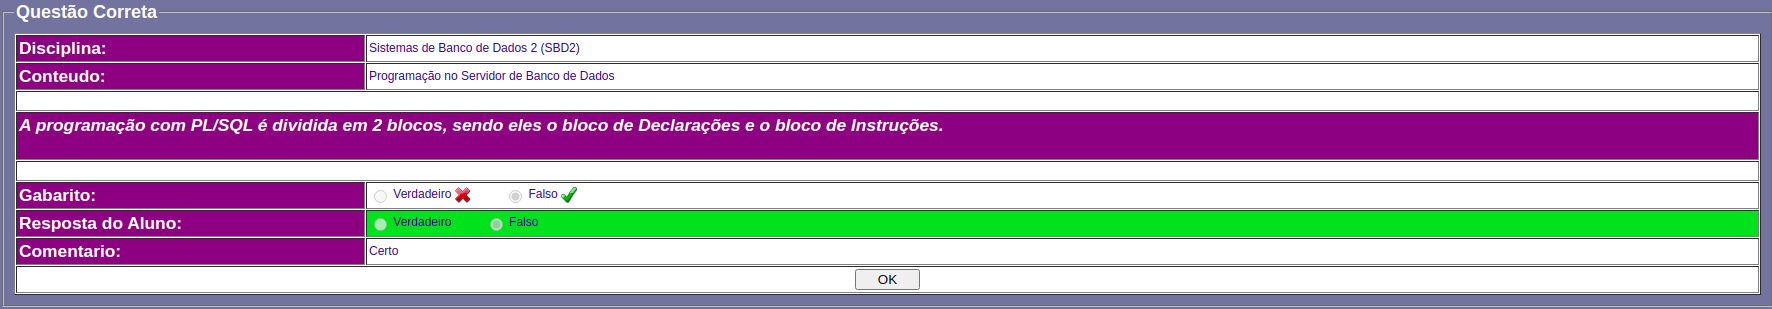 Questão Correta
Disciplina: Sistemas de Banco de Dados 2 (SBD2)
Conteudo: Programação no Servidor de Banco de Dados
A programação com PL/SQL é dividida em 2 blocos, sendo eles o bloco de Declarações e o bloco de Instruções.
Gabarito: Verdadeiro Falso
Resposta do Aluno: Verdadeiro Falso
Comentario: Certo
OK